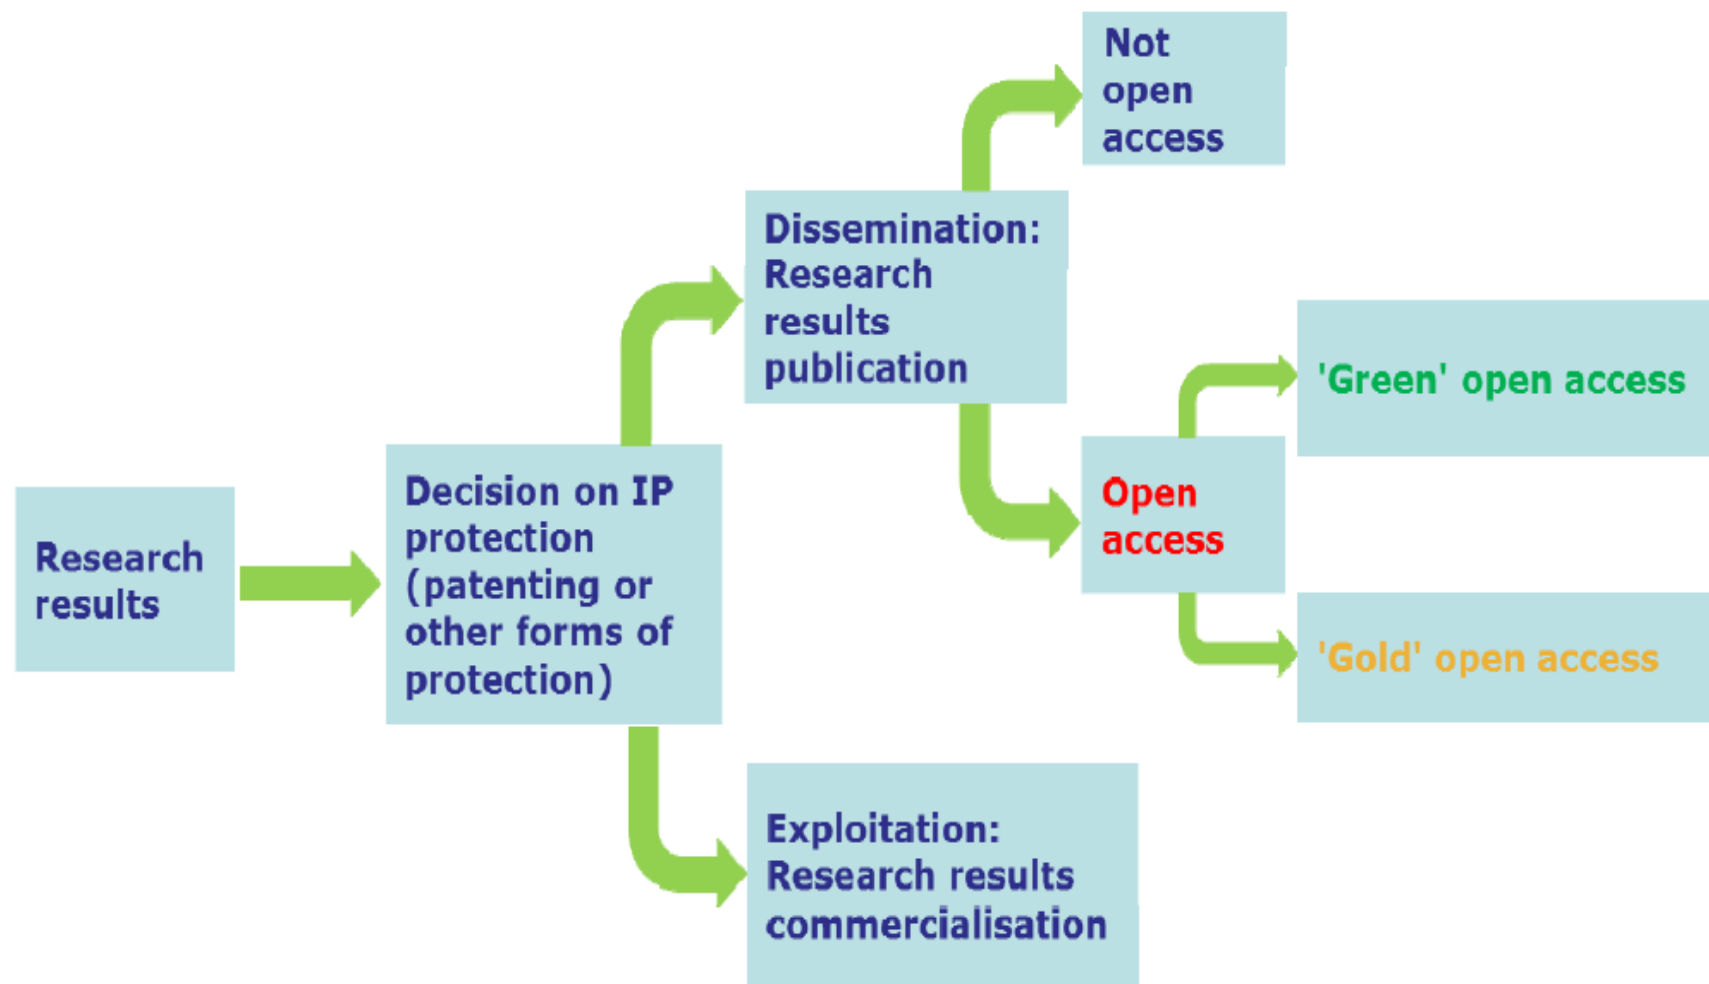 Not
open
access
Dissemination:
Research
results
publication
'Green' open access
Decision on IP
protection
(patenting or
other forms of
protection)
Open
access
Research
results
'Gold' open access
Exploitation:
Research results
commercialisation